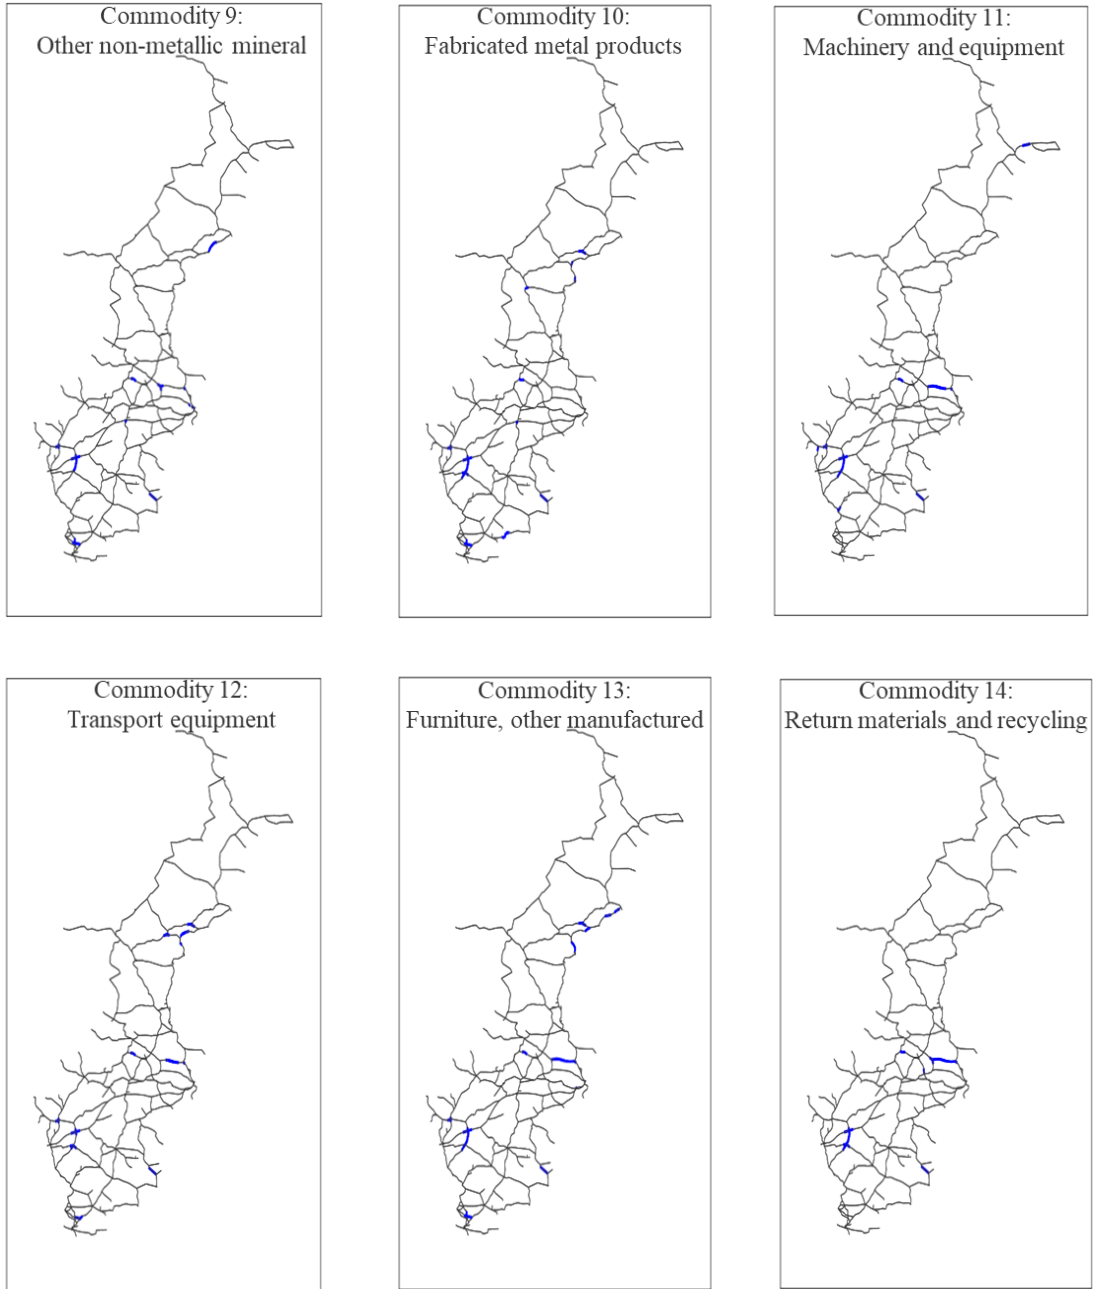 Commodity 9:
Other non-metallic mineral
Commodity 10:
Fabricated metal products
Commodity 11:
Machinery and equipment
Commodity 12:
Transport equipment
Commodity 13:
Furniture, other manufactured
Commodity 14:
Return materials and recycling